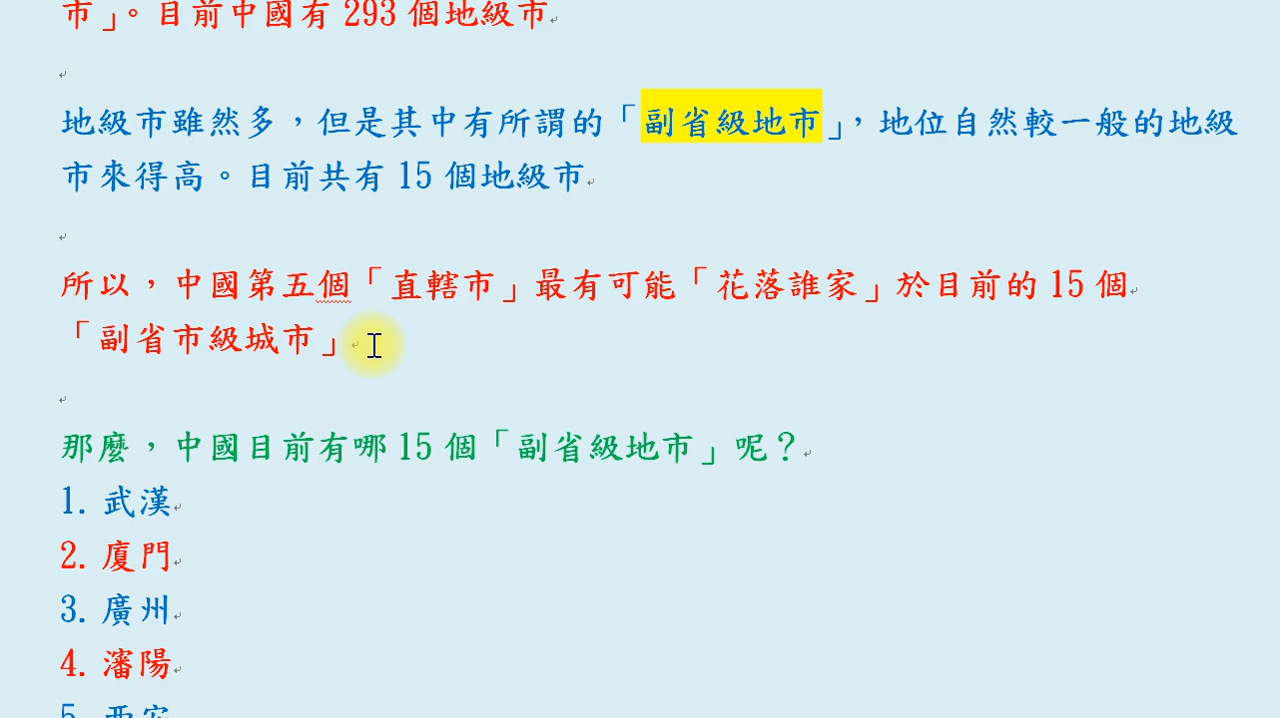 市」。目前中國有 293 個地級市
地級市雖然多，但是其中有所謂的「副省級地市」，地位自然較一般的地級
市來得高。目前共有 15 個地級市
所以，中國第五個「直轄市」最有可能「花落誰家」於目前的 15 個
「副省市級城市」
那麼，中國目前有哪 15 個「副省級地市」呢？
1. 武漢
2. 廈門
3. 廣州
4. 瀋陽
5. 西安